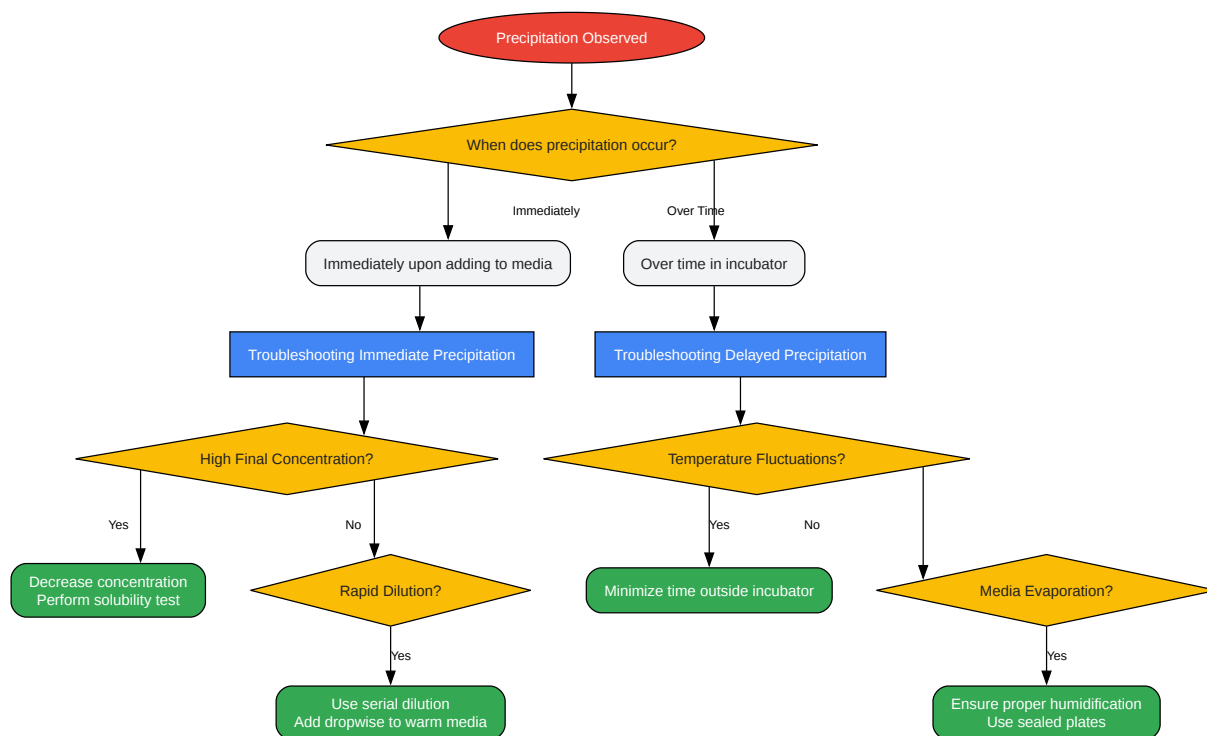 Precipitation Observed
When does precipitation occur?
Immediately
Over Time
Immediately upon adding to media
Over time in incubator
Troubleshooting Immediate Precipitation
Troubleshooting Delayed Precipitation
High Final Concentration?
Temperature Fluctuations?
Yes
No
Yes
No
Decrease concentration
Perform solubility test
Rapid Dilution?
Minimize time outside incubator
Media Evaporation?
Yes
Yes
Use serial dilution
Add dropwise to warm media
Ensure proper humidification
Use sealed plates